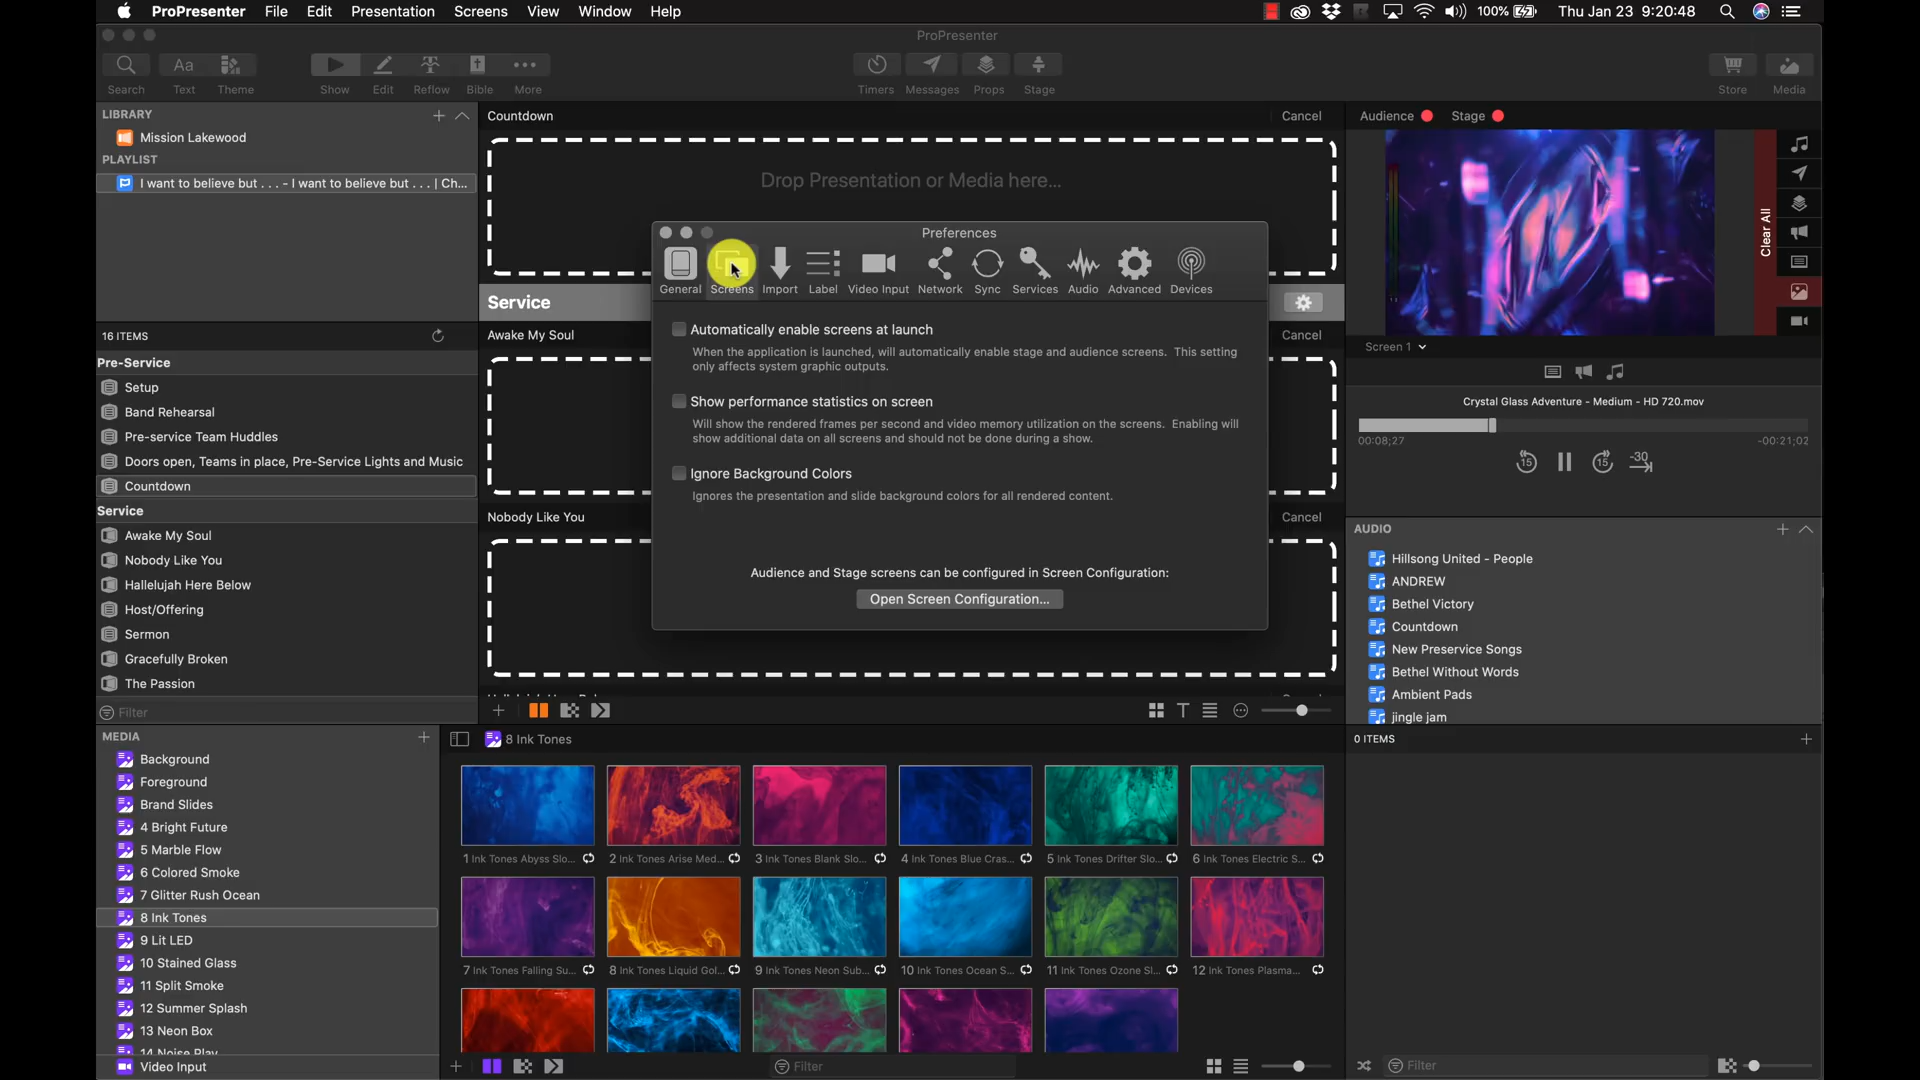 ProPresenter File Edit Presentation Screens View Window Help
100% Thu Jan 23 9:20:48
ProPresenter
Search Text Theme Show Edit Reflow Bible More Timers Messages Props Stage Store Media
LIBRARY
Mission Lakewood
PLAYLIST
I want to believe but . . . - I want to believe but . . . | Ch...
16 ITEMS
Pre-Service
Setup
Band Rehearsal
Pre-service Team Huddles
Doors open, Teams in place, Pre-Service Lights and Music
Countdown
Service
Awake My Soul
Nobody Like You
Hallelujah Here Below
Host/Offering
Sermon
Gracefully Broken
The Passion
Filter
Countdown Cancel
Drop Presentation or Media here...
Service
Awake My Soul Cancel
Nobody Like You Cancel
Preferences
General Screens Import Label Video Input Network Sync Services Audio Advanced Devices
Automatically enable screens at launch
When the application is launched, will automatically enable stage and audience screens. This setting
only affects system graphic outputs.
Show performance statistics on screen
Will show the rendered frames per second and video memory utilization on the screens. Enabling will
show additional data on all screens and should not be done during a show.
Ignore Background Colors
Ignores the presentation and slide background colors for all rendered content.
Audience and Stage screens can be configured in Screen Configuration:
Open Screen Configuration...
Audience Stage
Clear All
Screen 1
Crystal Glass Adventure - Medium - HD 720.mov
00:08;27 -00:21;02
15 15 -30
AUDIO
Hillsong United - People
ANDREW
Bethel Victory
Countdown
New Preservice Songs
Bethel Without Words
Ambient Pads
jingle jam
0 ITEMS
Filter
MEDIA
Background
Foreground
Brand Slides
4 Bright Future
5 Marble Flow
6 Colored Smoke
7 Glitter Rush Ocean
8 Ink Tones
9 Lit LED
10 Stained Glass
11 Split Smoke
12 Summer Splash
13 Neon Box
14 Noise Play
Video Input
8 Ink Tones
1 Ink Tones Abyss Slo... 2 Ink Tones Arise Med... 3 Ink Tones Blank Slo... 4 Ink Tones Blue Cras... 5 Ink Tones Drifter Slo... 6 Ink Tones Electric S...
7 Ink Tones Falling Su... 8 Ink Tones Liquid Gol... 9 Ink Tones Neon Sub... 10 Ink Tones Ocean S... 11 Ink Tones Ozone Sl... 12 Ink Tones Plasma...
Filter